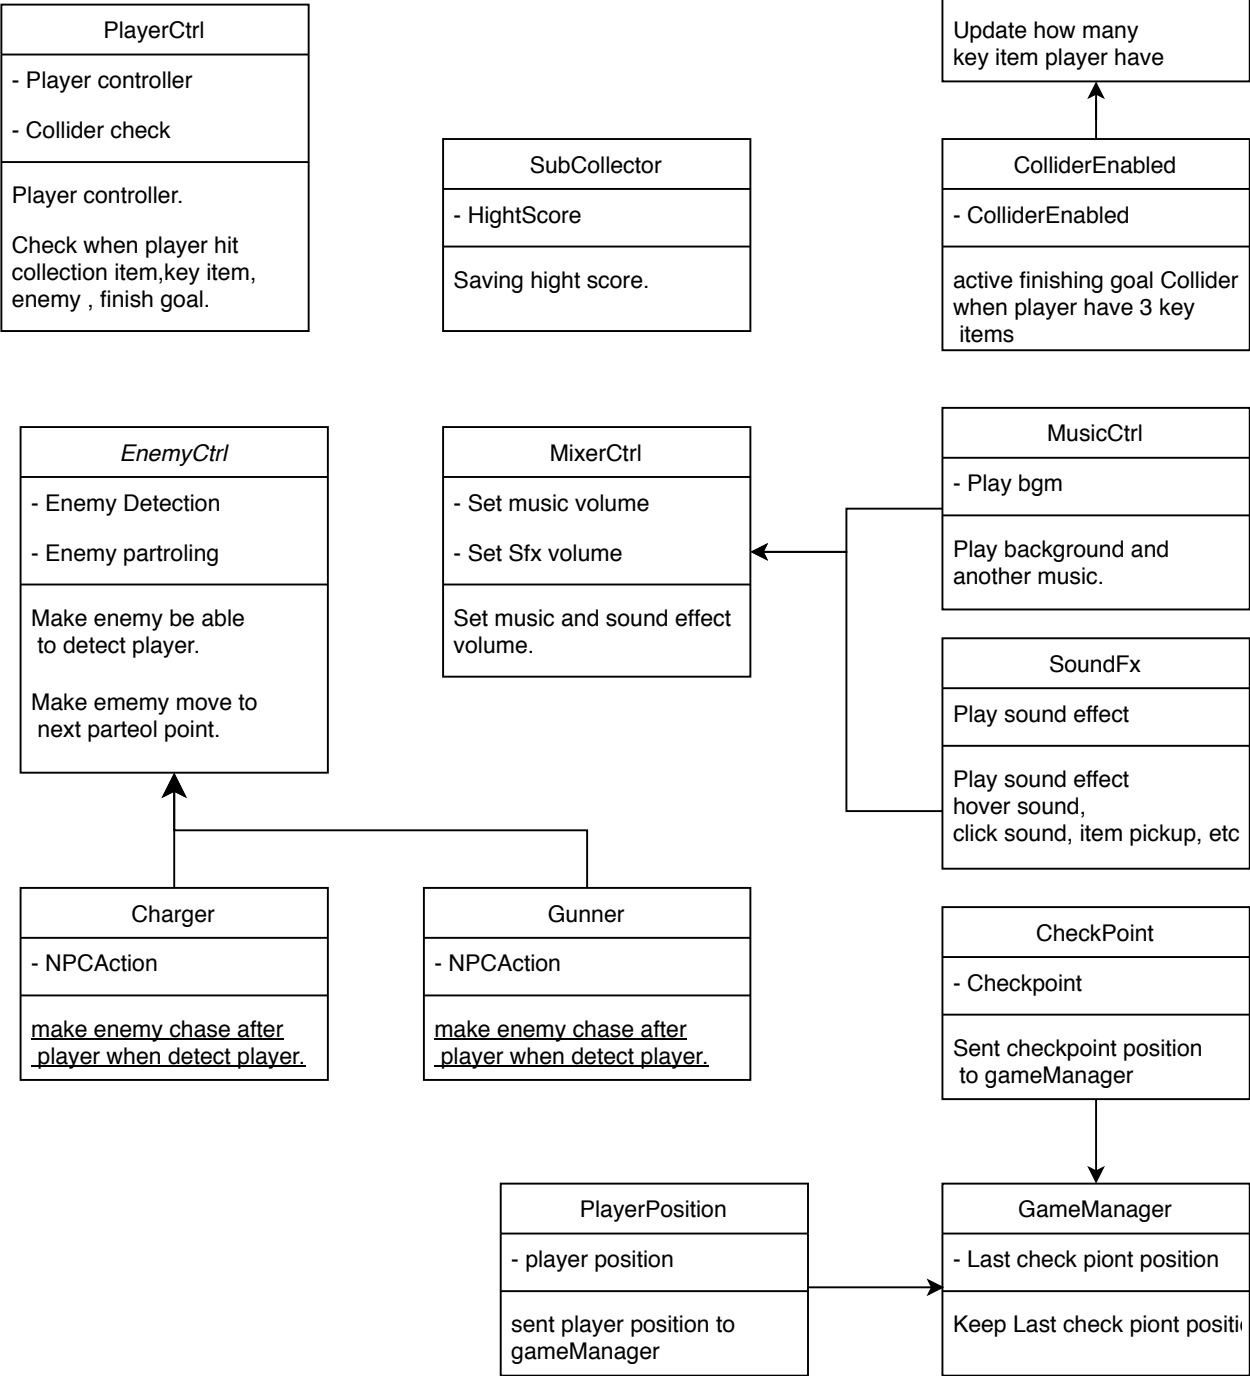 PlayerCtrl
- Player controller
- Collider check
Player controller.
Check when player hit
collection item,key item,
enemy , finish goal.
SubCollector
- HightScore
Saving hight score.
Update how many
key item player have
ColliderEnabled
- ColliderEnabled
active finishing goal Collider
when player have 3 key
items
EnemyCtrl
- Enemy Detection
- Enemy partroling
Make enemy be able
to detect player.
Make ememy move to
next parteol point.
MixerCtrl
- Set music volume
- Set Sfx volume
Set music and sound effect
volume.
MusicCtrl
- Play bgm
Play background and
another music.
SoundFx
Play sound effect
Play sound effect
hover sound,
click sound, item pickup, etc
Charger
- NPCAction
make enemy chase after
player when detect player.
Gunner
- NPCAction
make enemy chase after
player when detect player.
CheckPoint
- Checkpoint
Sent checkpoint position
to gameManager
PlayerPosition
- player position
sent player position to
gameManager
GameManager
- Last check piont position
Keep Last check piont